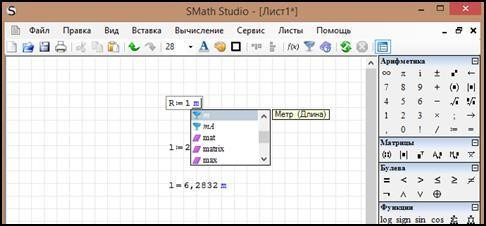 SMath Studio - [Лист1*]
Файл Правка Вид Вставка Вычисление Сервис Листы Помощь
28 A f(x)
R≔1 m
m
mA
mat
matrix
max
Метр (Длина)
l≔2
l=6,2832 m
Арифметика
∞ π i ± ←
7 8 9 +
4 5 6 -
1 2 3 ×
, 0 ! / := =
Матрицы
Булева
= < > ≤ ≥ ≠
¬ ∧ ∨ ⊕
Функции
log sign sin cos